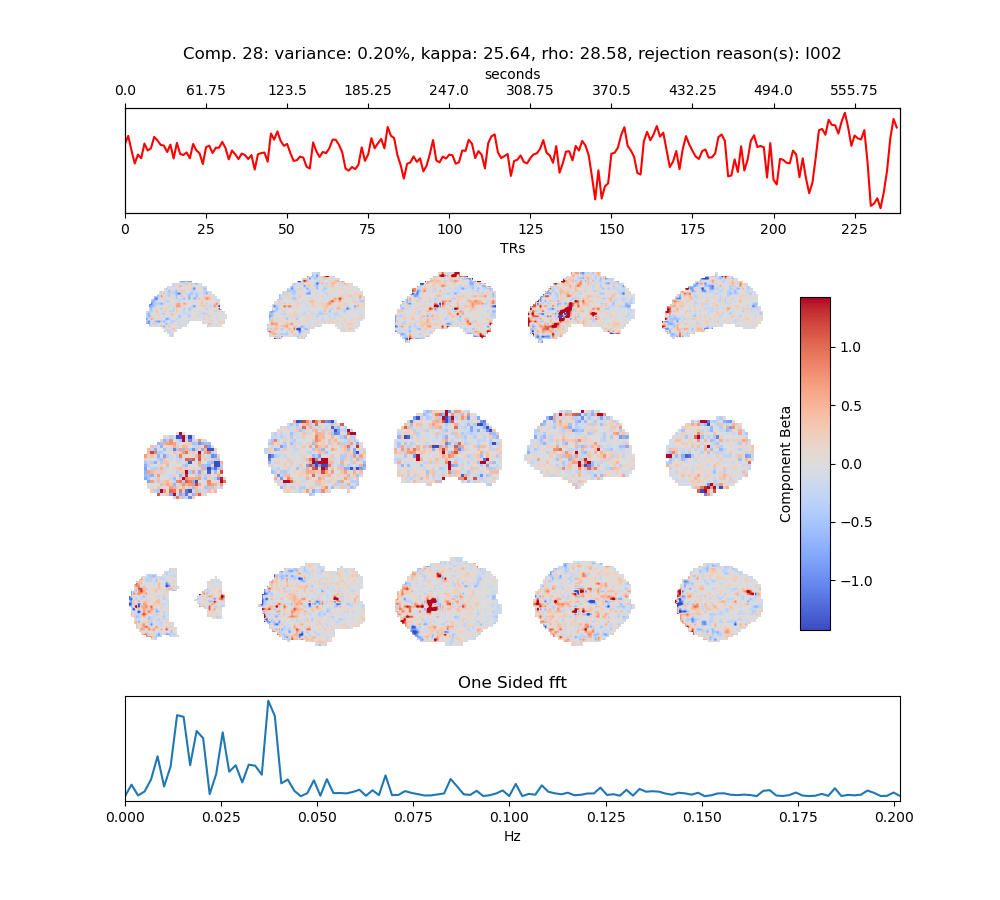 Comp. 28: variance: 0.20%, kappa: 25.64, rho: 28.58, rejection reason(s): I002
seconds
0.0 61.75 123.5 185.25 247.0 308.75 370.5 432.25 494.0 555.75
0 25 50 75 100 125 150 175 200 225
TRs
1.0
0.5
0.0
−0.5
−1.0
Component Beta
One Sided fft
0.000 0.025 0.050 0.075 0.100 0.125 0.150 0.175 0.200
Hz